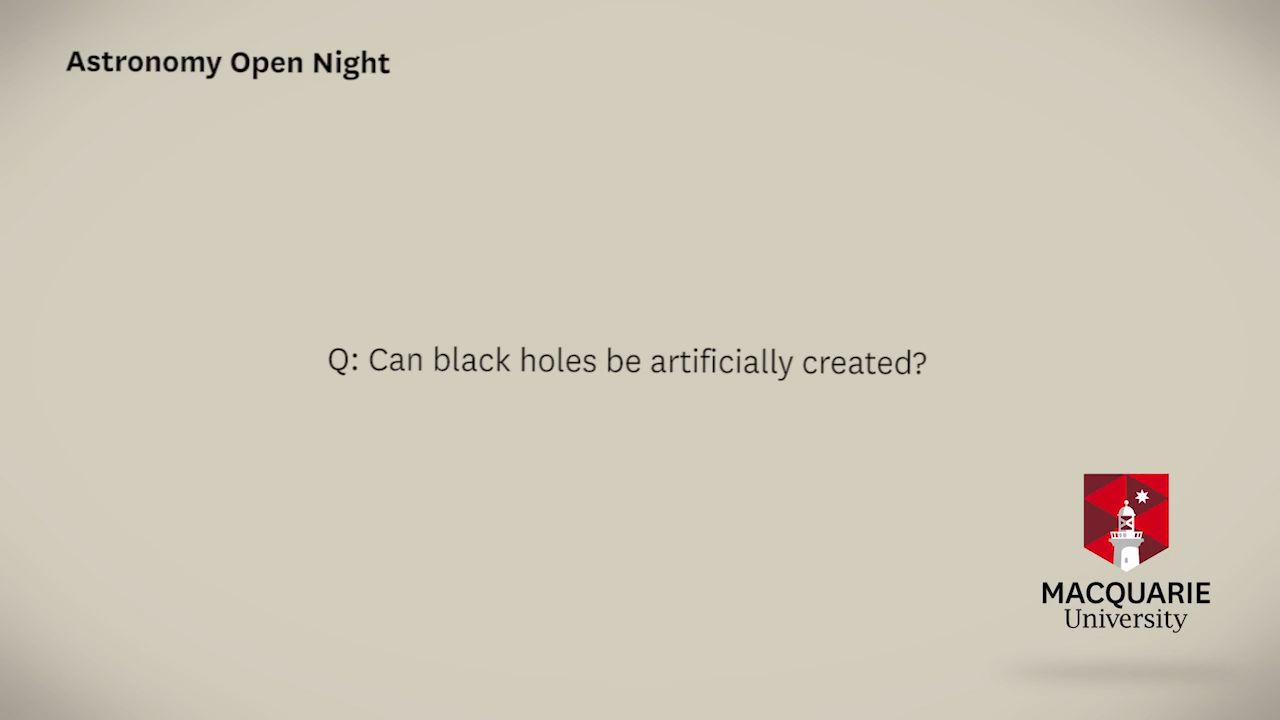 Astronomy Open Night
Q: Can black holes be artificially created?
MACQUARIE
University